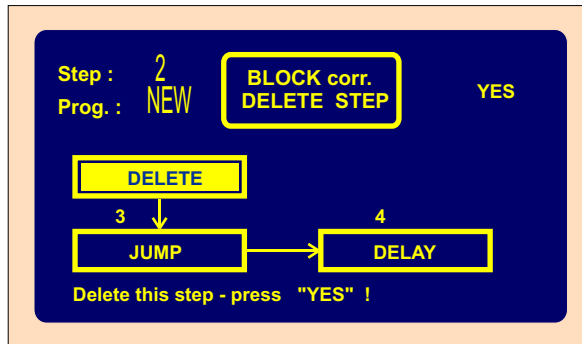 Step : 2
Prog. : NEW
BLOCK corr.
DELETE STEP
YES
DELETE
3
4
JUMP
DELAY
Delete this step - press "YES" !